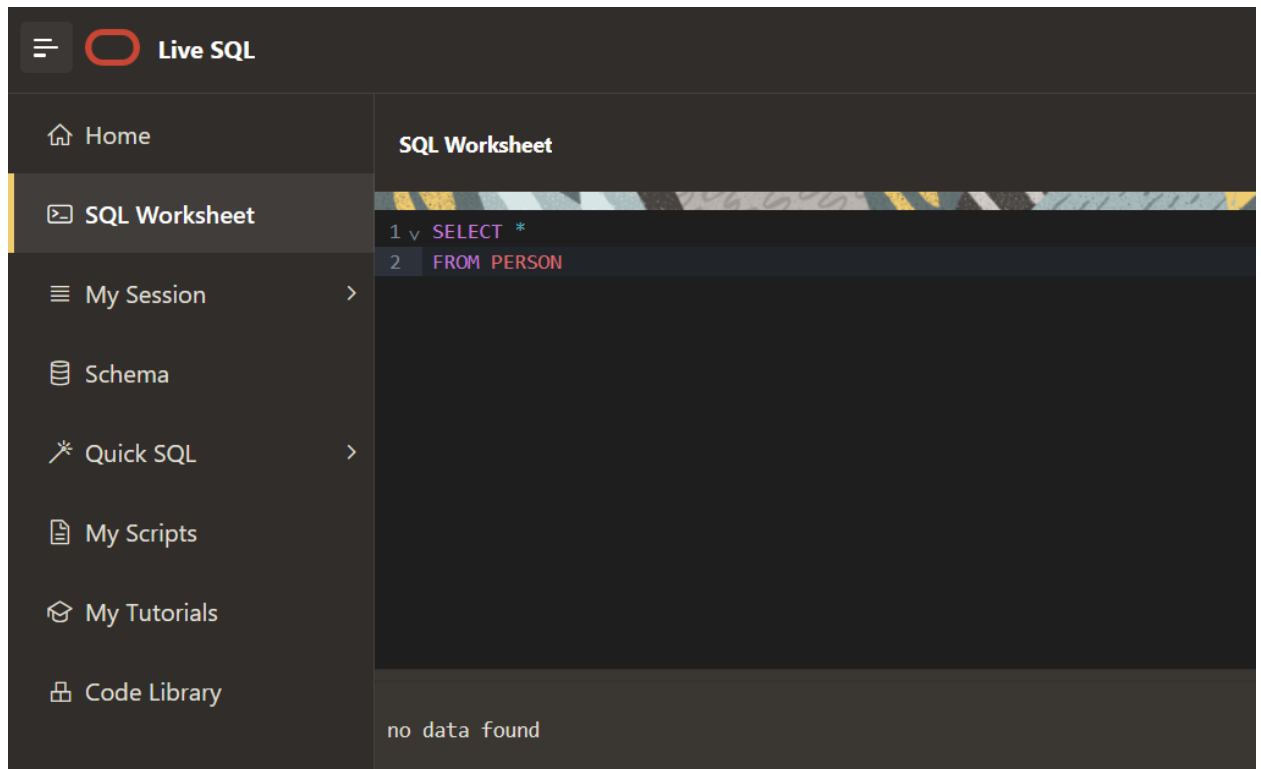 Live SQL
Home
SQL Worksheet
My Session
Schema
Quick SQL
My Scripts
My Tutorials
Code Library
SQL Worksheet
1 SELECT *
2 FROM PERSON
no data found